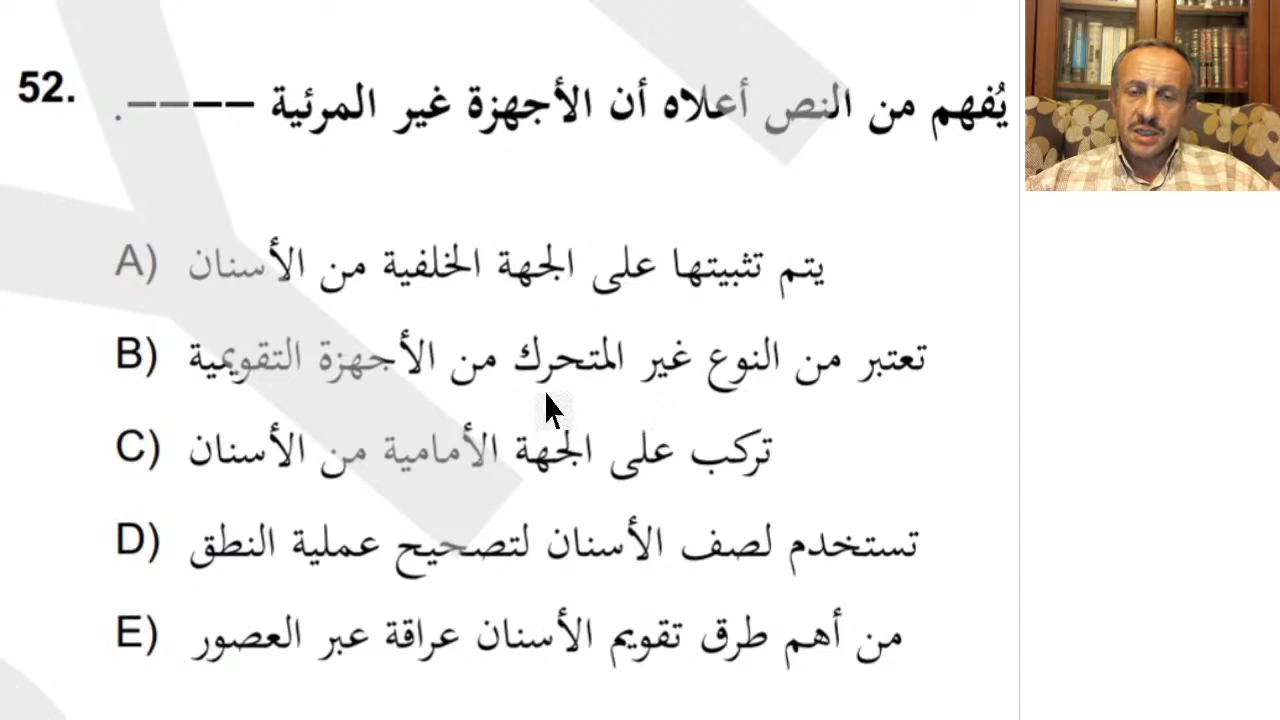 52. يُفهم من النص أعلاه أن الأجهزة غير المرئية −−−−.
A) يتم تثبيتها على الجهة الخلفية من الأسنان
B) تعتبر من النوع غير المتحرك من الأجهزة التقويمية
C) تركب على الجهة الأمامية من الأسنان
D) تستخدم لصف الأسنان لتصحيح عملية النطق
E) من أهم طرق تقويم الأسنان عراقة عبر العصور